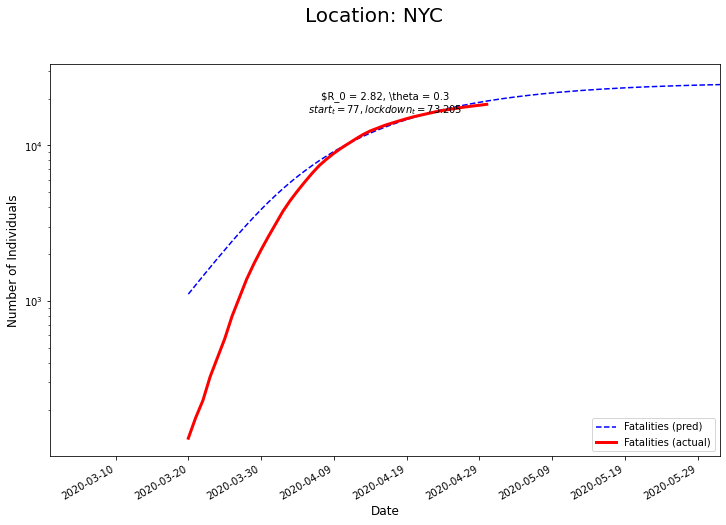 Location: NYC
$R_0 = 2.82, \theta = 0.3
start_t = 77, lockdown_t = 73.205
Number of Individuals
10^4
10^3
2020-03-10
2020-03-20
2020-03-30
2020-04-09
2020-04-19
2020-04-29
2020-05-09
2020-05-19
2020-05-29
Date
Fatalities (pred)
Fatalities (actual)